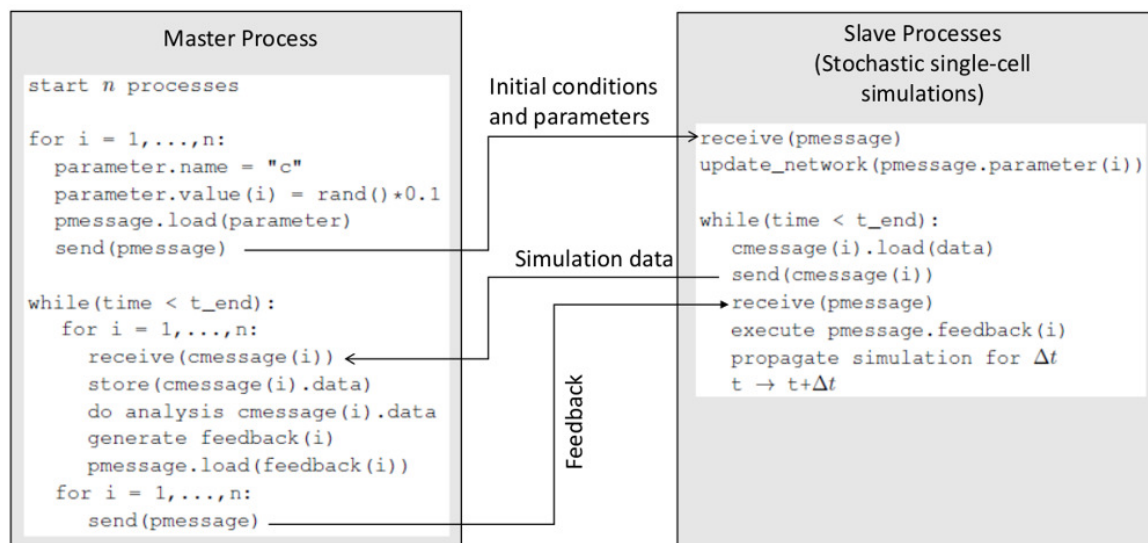 Master Process
start n processes
for i = 1,...,n:
parameter.name = "c"
parameter.value(i) = rand()*0.1
pmessage.load(parameter)
send(pmessage)
while(time < t_end):
for i = 1,...,n:
receive(cmessage(i))
store(cmessage(i).data)
do analysis cmessage(i).data
generate feedback(i)
pmessage.load(feedback(i))
for i = 1,...,n:
send(pmessage)
Initial conditions
and parameters
Simulation data
Feedback
Slave Processes
(Stochastic single-cell
simulations)
receive(pmessage)
update_network(pmessage.parameter(i))
while(time < t_end):
cmessage(i).load(data)
send(cmessage(i))
receive(pmessage)
execute pmessage.feedback(i)
propagate simulation for Δt
t → t+Δt